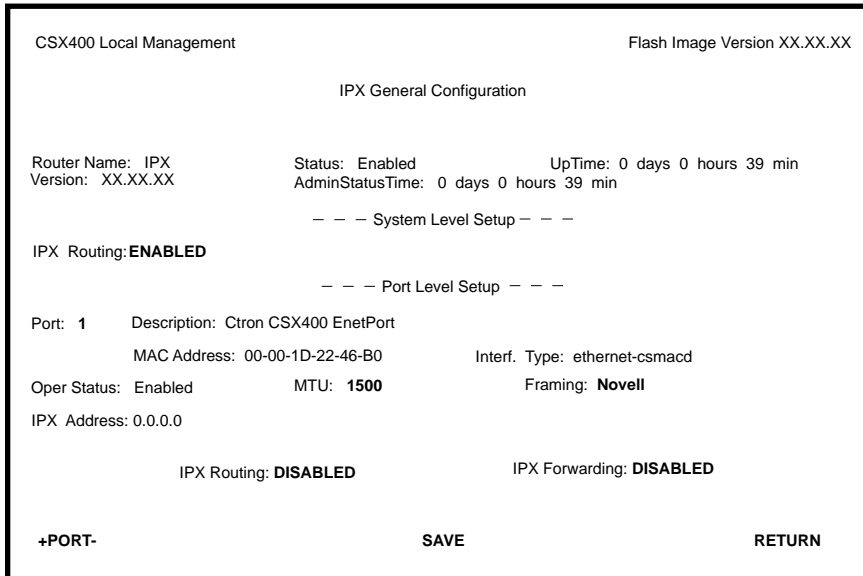 CSX400 Local Management Flash Image Version XX.XX.XX
IPX General Configuration
Router Name: IPX Status: Enabled UpTime: 0 days 0 hours 39 min
Version: XX.XX.XX AdminStatusTime: 0 days 0 hours 39 min
– – – System Level Setup – – –
IPX Routing: ENABLED
– – – Port Level Setup – – –
Port: 1 Description: Ctron CSX400 EnetPort
MAC Address: 00-00-1D-22-46-B0 Interf. Type: ethernet-csmacd
Oper Status: Enabled MTU: 1500 Framing: Novell
IPX Address: 0.0.0.0
IPX Routing: DISABLED IPX Forwarding: DISABLED
+PORT- SAVE RETURN